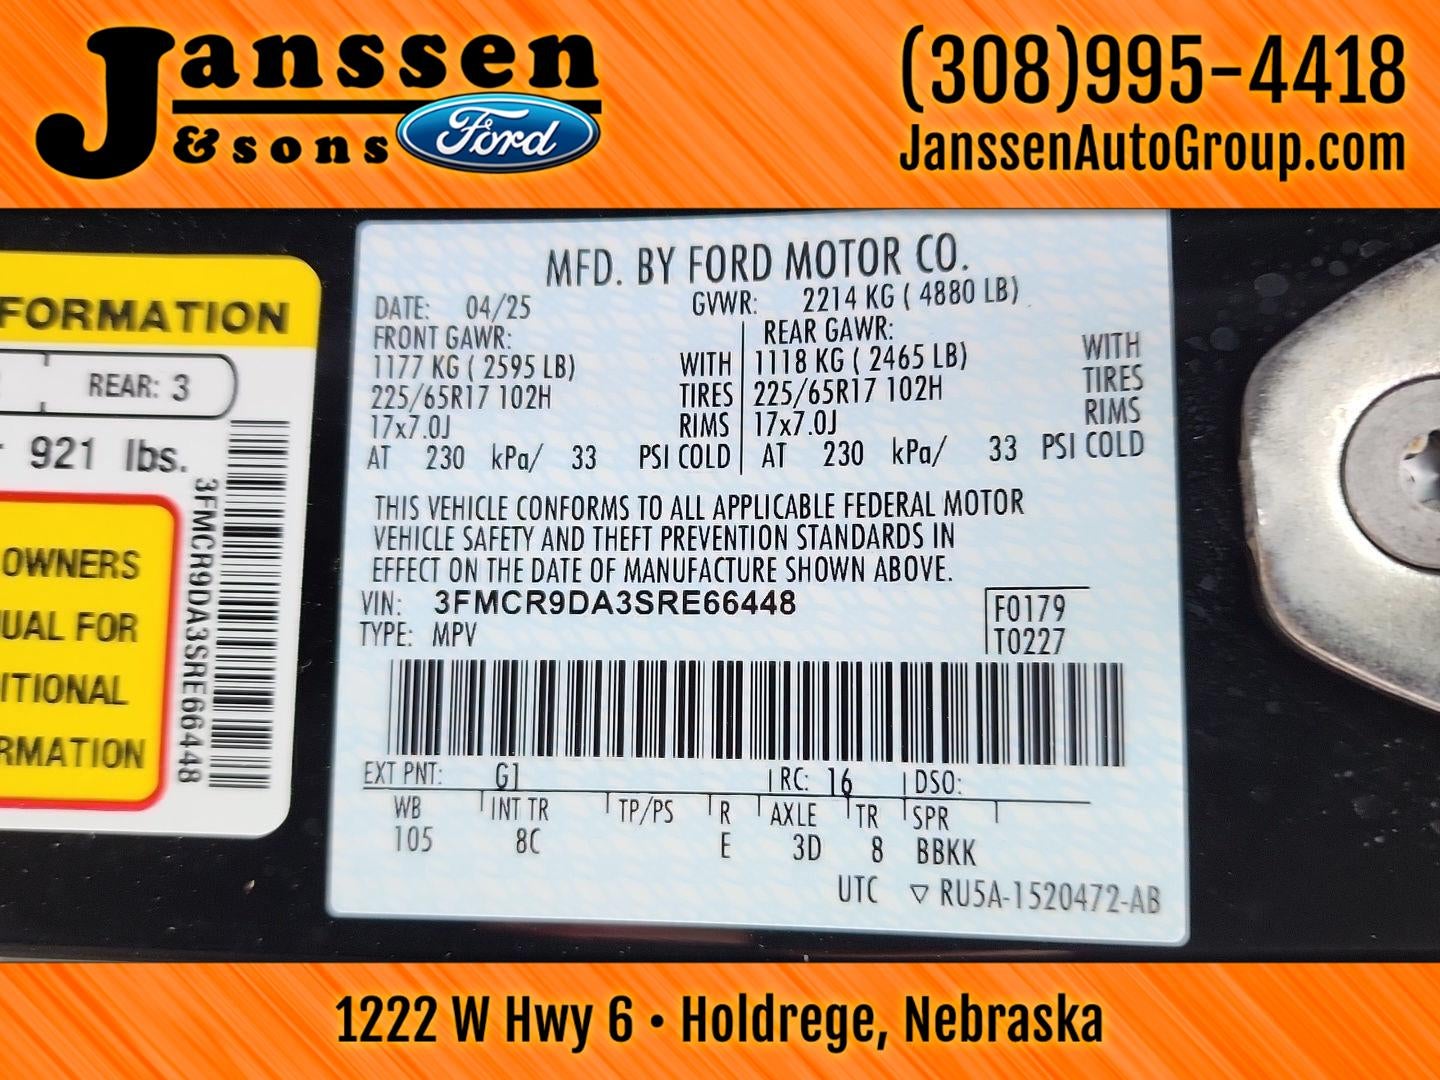 Janssen
& sons
Ford
(308)995-4418
JanssenAutoGroup.com
FORMATION
REAR: 3
921 lbs.
3FMCR9DA3SRE66448
OWNERS
UAL FOR
ITIONAL
RMATION
MFD. BY FORD MOTOR CO.
DATE: 04/25 GVWR: 2214 KG ( 4880 LB)
FRONT GAWR: REAR GAWR:
1177 KG ( 2595 LB) WITH 1118 KG ( 2465 LB) WITH
225/65R17 102H TIRES 225/65R17 102H TIRES
17x7.0J RIMS 17x7.0J RIMS
AT 230 kPa/ 33 PSI COLD AT 230 kPa/ 33 PSI COLD
THIS VEHICLE CONFORMS TO ALL APPLICABLE FEDERAL MOTOR
VEHICLE SAFETY AND THEFT PREVENTION STANDARDS IN
EFFECT ON THE DATE OF MANUFACTURE SHOWN ABOVE.
VIN: 3FMCR9DA3SRE66448 F0179
TYPE: MPV T0227
EXT PNT: G1 RC: 16 DSO:
WB INT TR TP/PS R AXLE TR SPR
105 8C E 3D 8 BBKK
UTC ▽ RU5A-1520472-AB
1222 W Hwy 6 • Holdrege, Nebraska